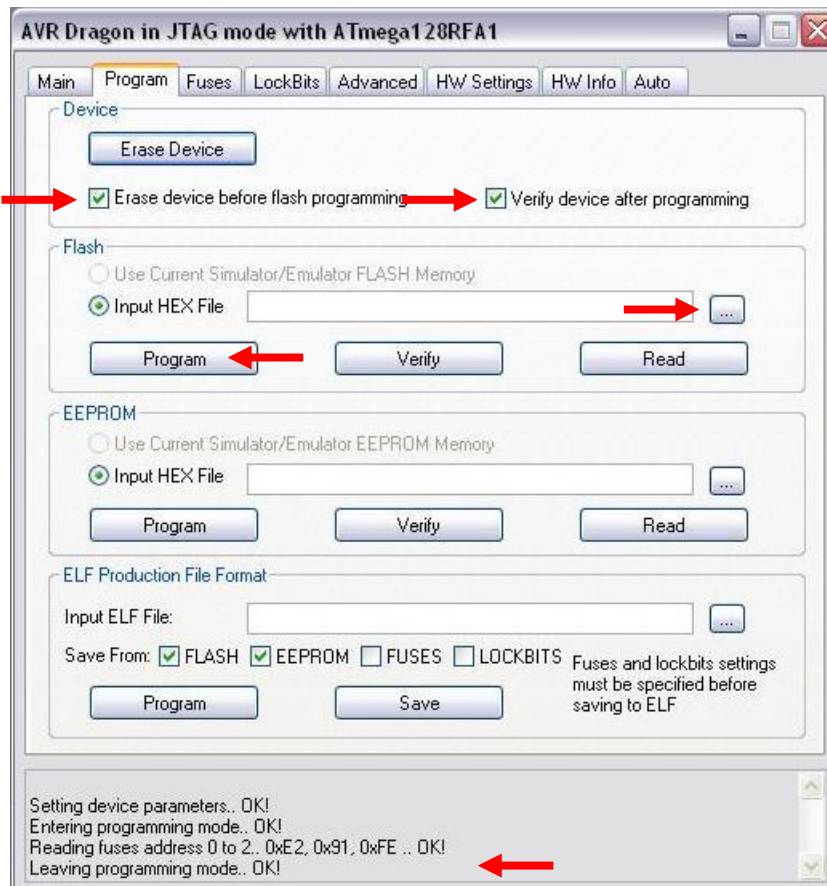 AVR Dragon in JTAG mode with ATmega128RFA1
Main Program Fuses LockBits Advanced HW Settings HW Info Auto
Device
Erase Device
Erase device before flash programming Verify device after programming
Flash
Use Current Simulator/Emulator FLASH Memory
Input HEX File ...
Program Verify Read
EEPROM
Use Current Simulator/Emulator EEPROM Memory
Input HEX File ...
Program Verify Read
ELF Production File Format
Input ELF File: ...
Save From: FLASH EEPROM FUSES LOCKBITS
Fuses and lockbits settings
must be specified before
saving to ELF
Program Save
Setting device parameters.. OK!
Entering programming mode.. OK!
Reading fuses address 0 to 2.. 0xE2, 0x91, 0xFE .. OK!
Leaving programming mode.. OK!